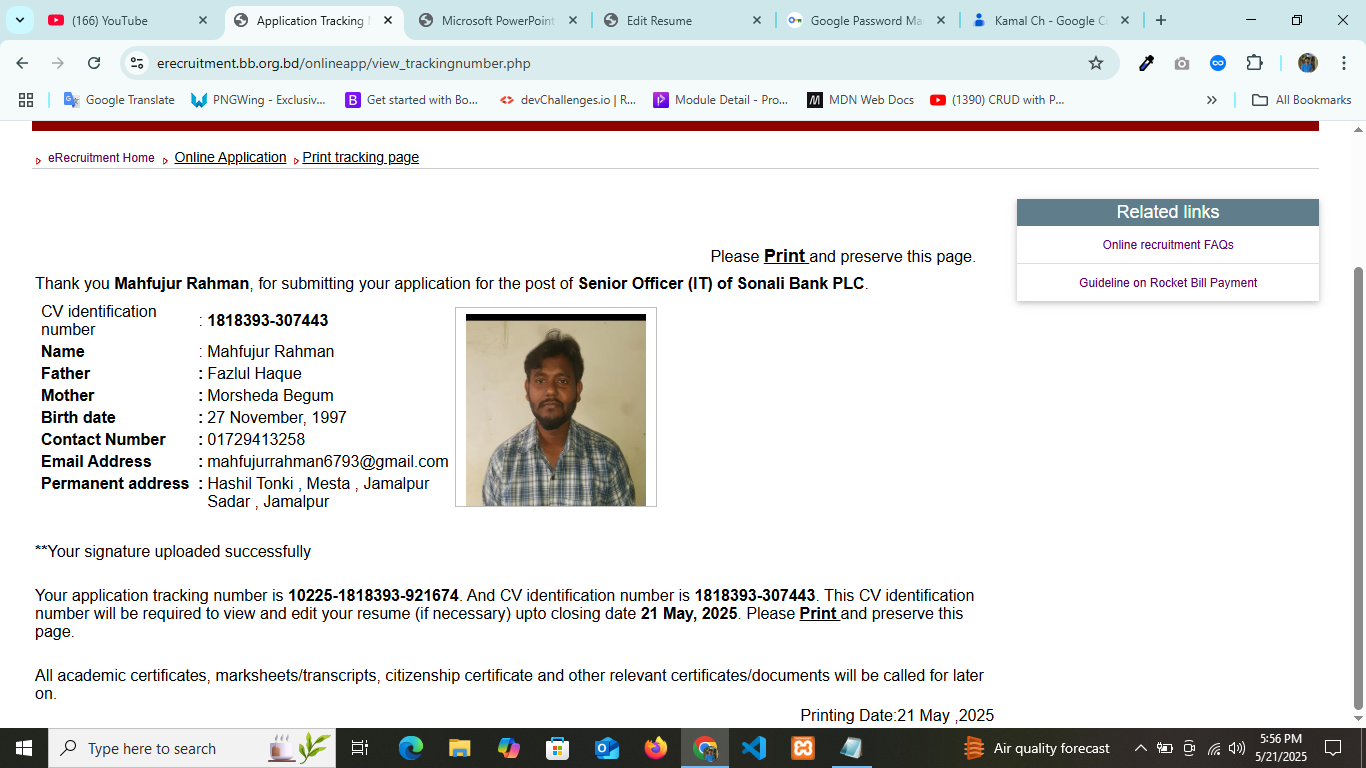 (166) YouTube
Application Tracking
Microsoft PowerPoint
Edit Resume
Google Password Ma
Kamal Ch - Google C
erecruitment.bb.org.bd/onlineapp/view_trackingnumber.php
Google Translate
PNGWing - Exclusiv...
Get started with Bo...
devChallenges.io | R...
Module Detail - Pro...
MDN Web Docs
(1390) CRUD with P...
All Bookmarks
eRecruitment Home
Online Application
Print tracking page
Related links
Online recruitment FAQs
Guideline on Rocket Bill Payment
Please Print and preserve this page.
Thank you Mahfujur Rahman, for submitting your application for the post of Senior Officer (IT) of Sonali Bank PLC.
CV identification
number : 1818393-307443
Name : Mahfujur Rahman
Father : Fazlul Haque
Mother : Morsheda Begum
Birth date : 27 November, 1997
Contact Number : 01729413258
Email Address : mahfujurrahman6793@gmail.com
Permanent address : Hashil Tonki , Mesta , Jamalpur
Sadar , Jamalpur
**Your signature uploaded successfully
Your application tracking number is 10225-1818393-921674. And CV identification number is 1818393-307443. This CV identification
number will be required to view and edit your resume (if necessary) upto closing date 21 May, 2025. Please Print and preserve this
page.
All academic certificates, marksheets/transcripts, citizenship certificate and other relevant certificates/documents will be called for later
on.
Printing Date:21 May ,2025
Type here to search
Air quality forecast
5:56 PM
5/21/2025